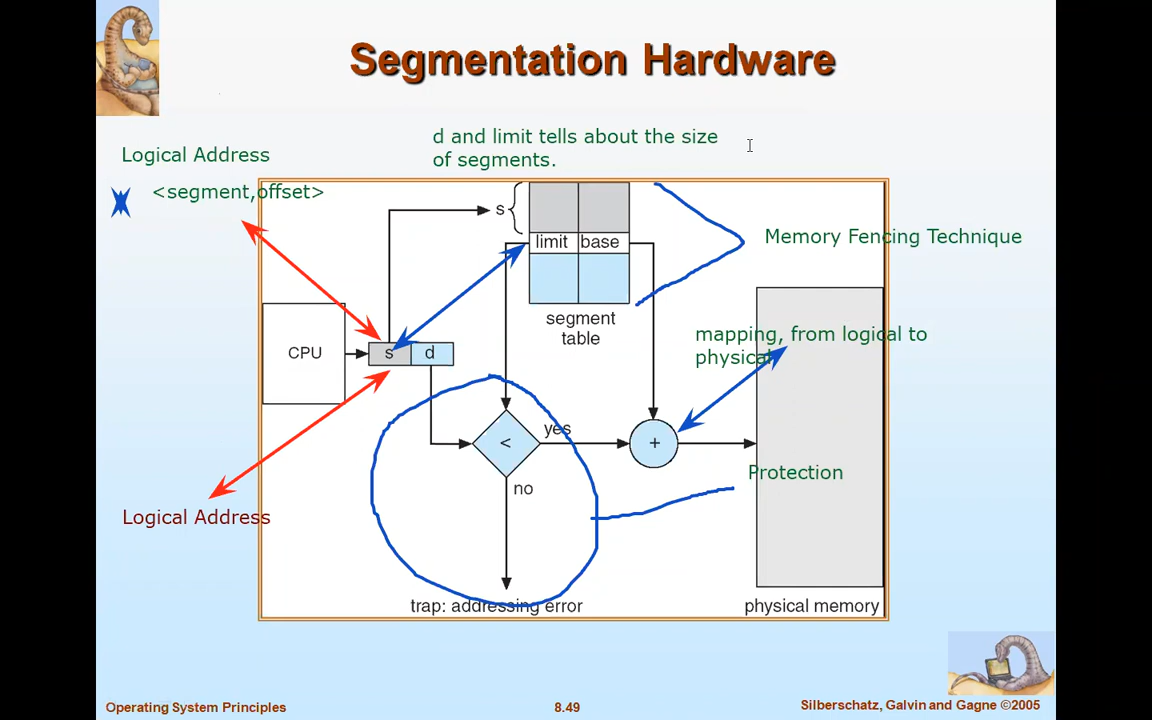 Segmentation Hardware
d and limit tells about the size
of segments.
Logical Address
<segment,offset>
s
limit base
Memory Fencing Technique
segment
table
mapping, from logical to
physical
CPU
s d
<
yes
+
no
Protection
Logical Address
trap: addressing error
physical memory
Operating System Principles
8.49
Silberschatz, Galvin and Gagne ©2005